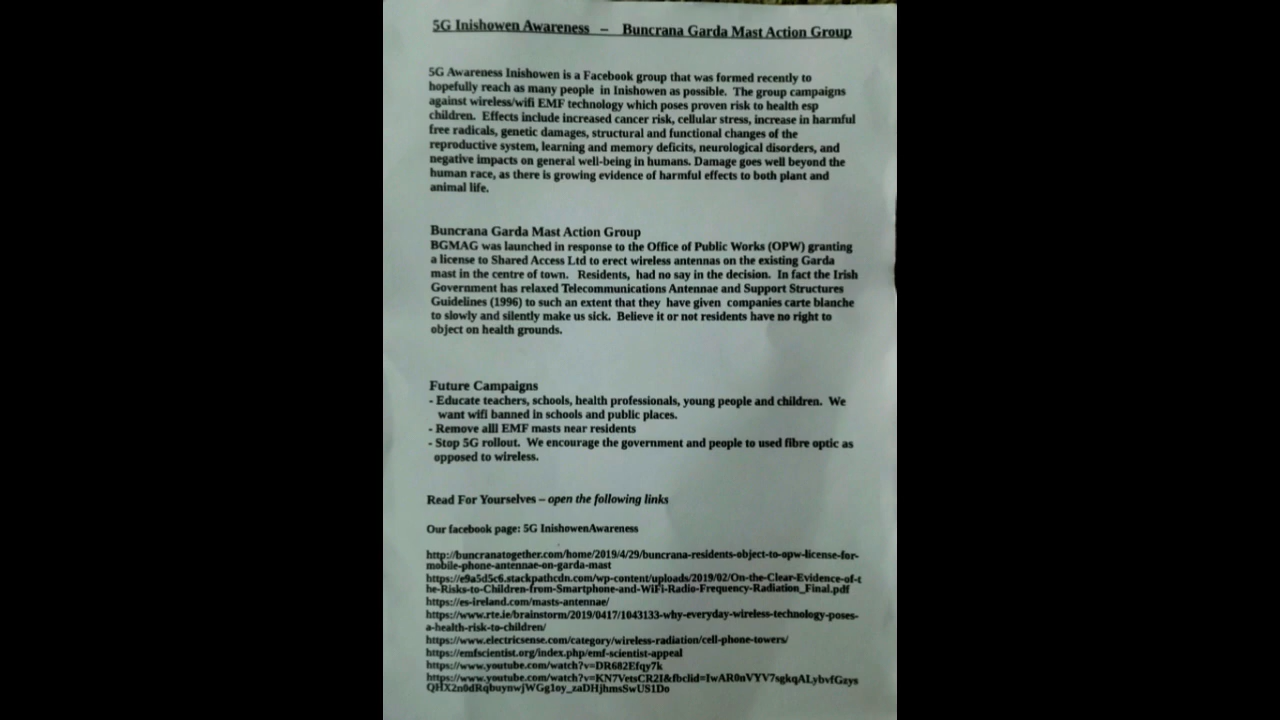 5G Inishowen Awareness – Buncrana Garda Mast Action Group
5G Awareness Inishowen is a Facebook group that was formed recently to
hopefully reach as many people in Inishowen as possible. The group campaigns
against wireless/wifi EMF technology which poses proven risk to health esp
children. Effects include increased cancer risk, cellular stress, increase in harmful
free radicals, genetic damages, structural and functional changes of the
reproductive system, learning and memory deficits, neurological disorders, and
negative impacts on general well-being in humans. Damage goes well beyond the
human race, as there is growing evidence of harmful effects to both plant and
animal life.
Buncrana Garda Mast Action Group
BGMAG was launched in response to the Office of Public Works (OPW) granting
a license to Shared Access Ltd to erect wireless antennas on the existing Garda
mast in the centre of town. Residents, had no say in the decision. In fact the Irish
Government has relaxed Telecommunications Antennae and Support Structures
Guidelines (1996) to such an extent that they have given companies carte blanche
to slowly and silently make us sick. Believe it or not residents have no right to
object on health grounds.
Future Campaigns
- Educate teachers, schools, health professionals, young people and children. We
want wifi banned in schools and public places.
- Remove alll EMF masts near residents
- Stop 5G rollout. We encourage the government and people to used fibre optic as
opposed to wireless.
Read For Yourselves – open the following links
Our facebook page: 5G InishowenAwareness
http://buncranatogether.com/home/2019/4/29/buncrana-residents-object-to-opw-license-for-
mobile-phone-antennae-on-garda-mast
https://e9a5d5c6.stackpathcdn.com/wp-content/uploads/2019/02/On-the-Clear-Evidence-of-t
he-Risks-to-Children-from-Smartphone-and-WiFi-Radio-Frequency-Radiation_Final.pdf
https://es-ireland.com/masts-antennae/
https://www.rte.ie/brainstorm/2019/0417/1043133-why-everyday-wireless-technology-poses-
a-health-risk-to-children/
https://www.electricsense.com/category/wireless-radiation/cell-phone-towers/
https://emfscientist.org/index.php/emf-scientist-appeal
https://www.youtube.com/watch?v=DR682Efqy7k